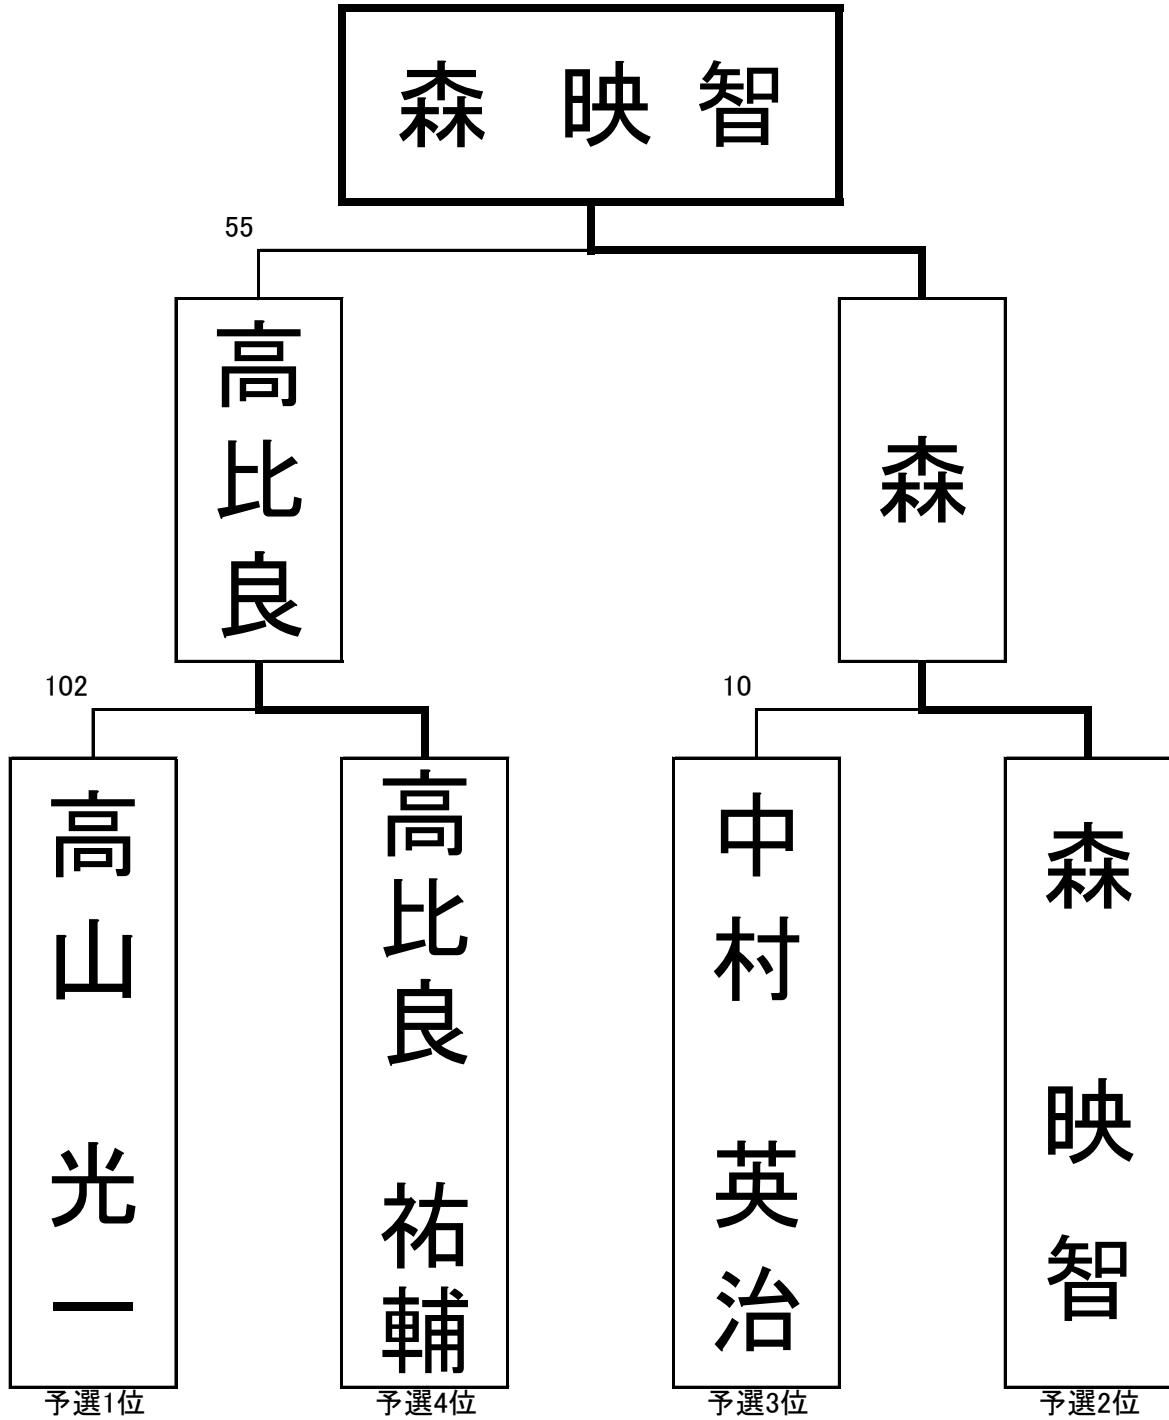 森 映智
55
高比良
森
102
10
高山 光一
高比良 祐輔
中村 英治
森 映智
予選1位
予選4位
予選3位
予選2位